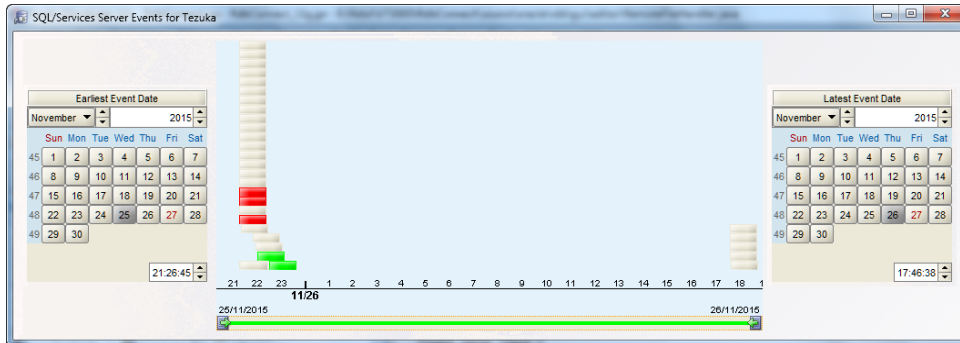 SQL/Services Server Events for Tezuka
Earliest Event Date
November 2015
Sun Mon Tue Wed Thu Fri Sat
45 1 2 3 4 5 6 7
46 8 9 10 11 12 13 14
47 15 16 17 18 19 20 21
48 22 23 24 25 26 27 28
49 29 30
21:26:45
21 22 23 1 2 3 4 5 6 7 8 9 10 11 12 13 14 15 16 17 18 1
11/26
25/11/2015 26/11/2015
Latest Event Date
November 2015
Sun Mon Tue Wed Thu Fri Sat
45 1 2 3 4 5 6 7
46 8 9 10 11 12 13 14
47 15 16 17 18 19 20 21
48 22 23 24 25 26 27 28
49 29 30
17:46:38